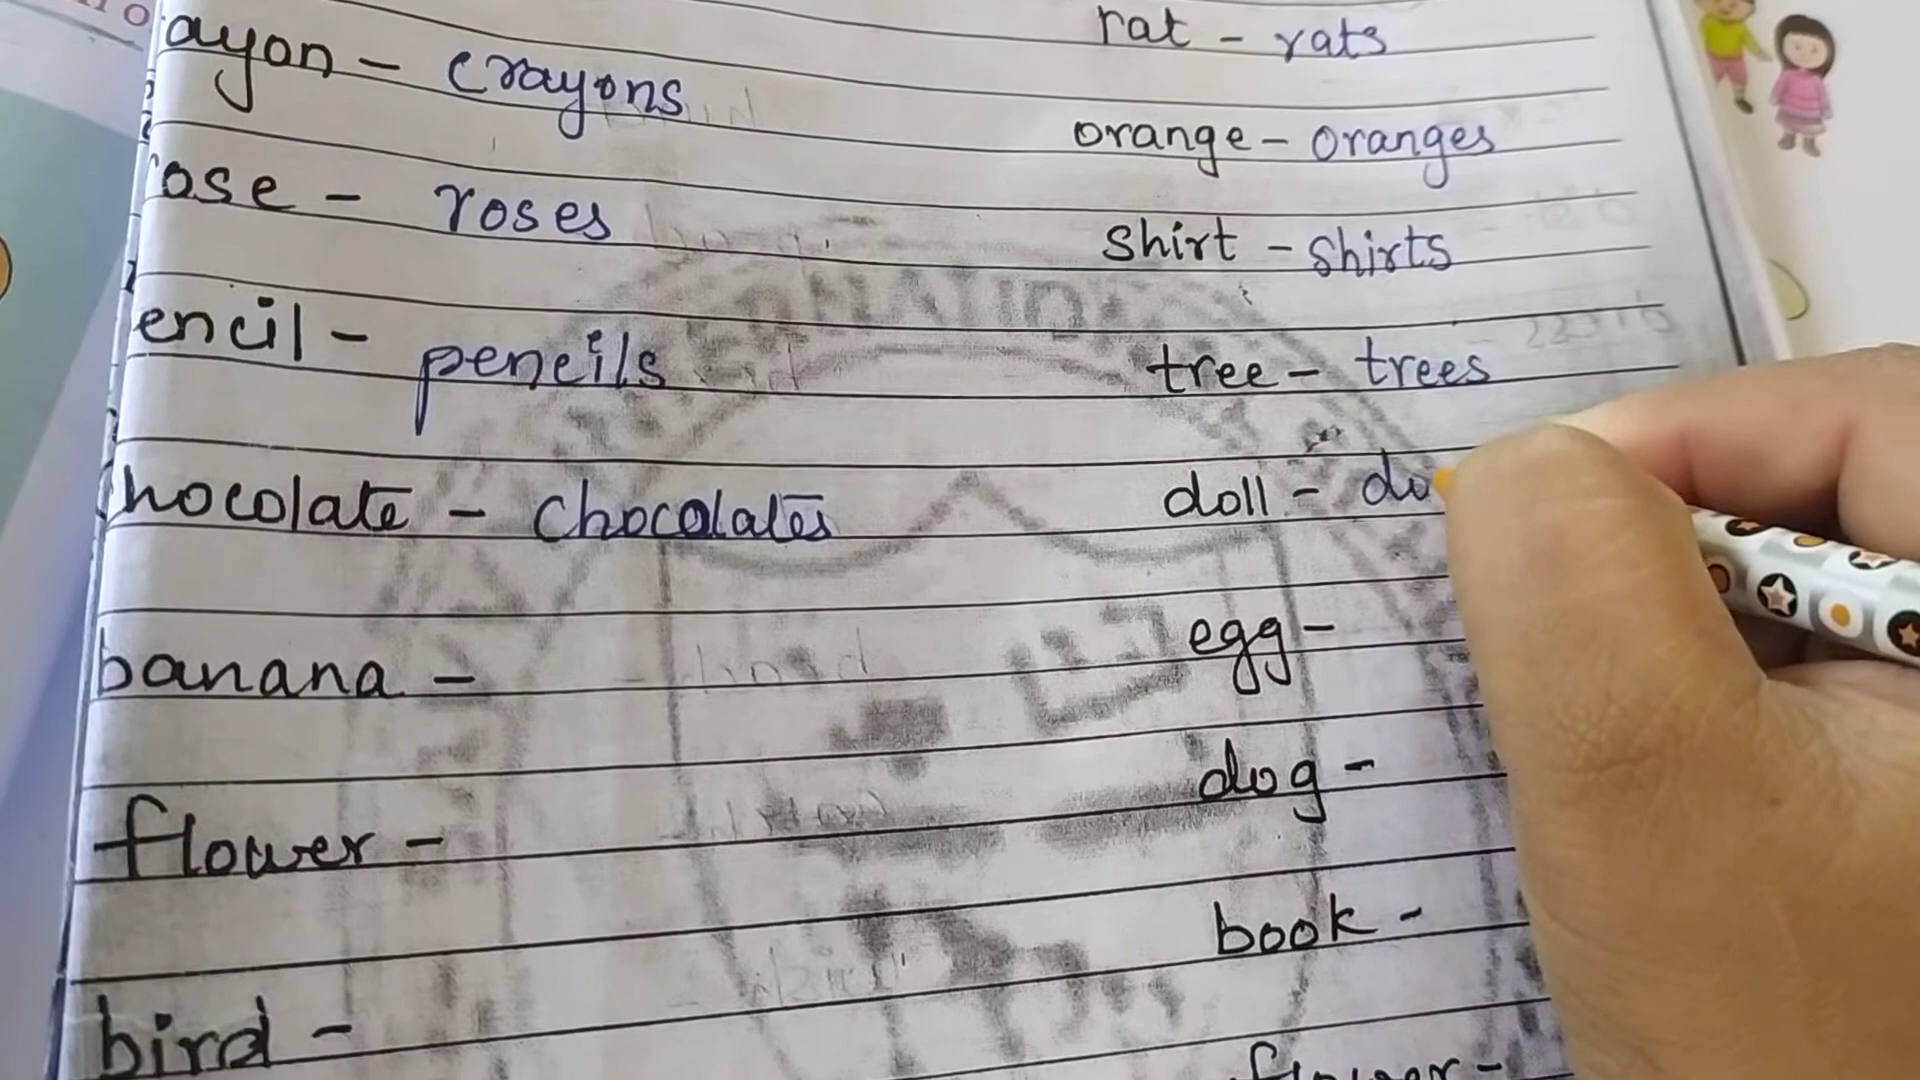 ayon - crayons
ose - roses
encil - pencils
hocolate - chocolates
banana -
flower -
bird -
rat - rats
orange - oranges
shirt - shirts
tree - trees
doll - do
egg -
dog -
book -
flower -